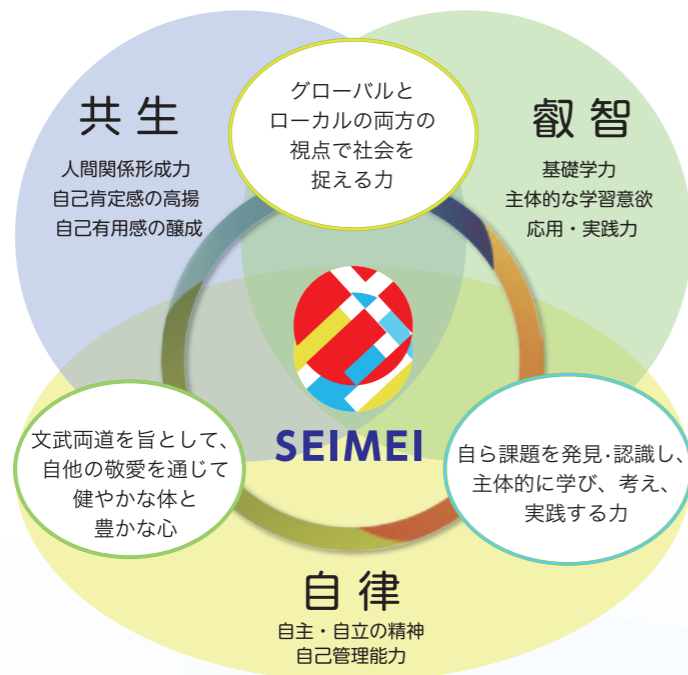 グローバルと
ローカルの両方の
視点で社会を
捉える力
共生
人間関係形成力
自己肯定感の高揚
自己有用感の醸成
叡智
基礎学力
主体的な学習意欲
応用・実践力
SEIMEI
文武両道を旨として、
自他の敬愛を通じて
健やかな体と
豊かな心
自ら課題を発見・認識し、
主体的に学び、考え、
実践する力
自律
自主・自立の精神
自己管理能力